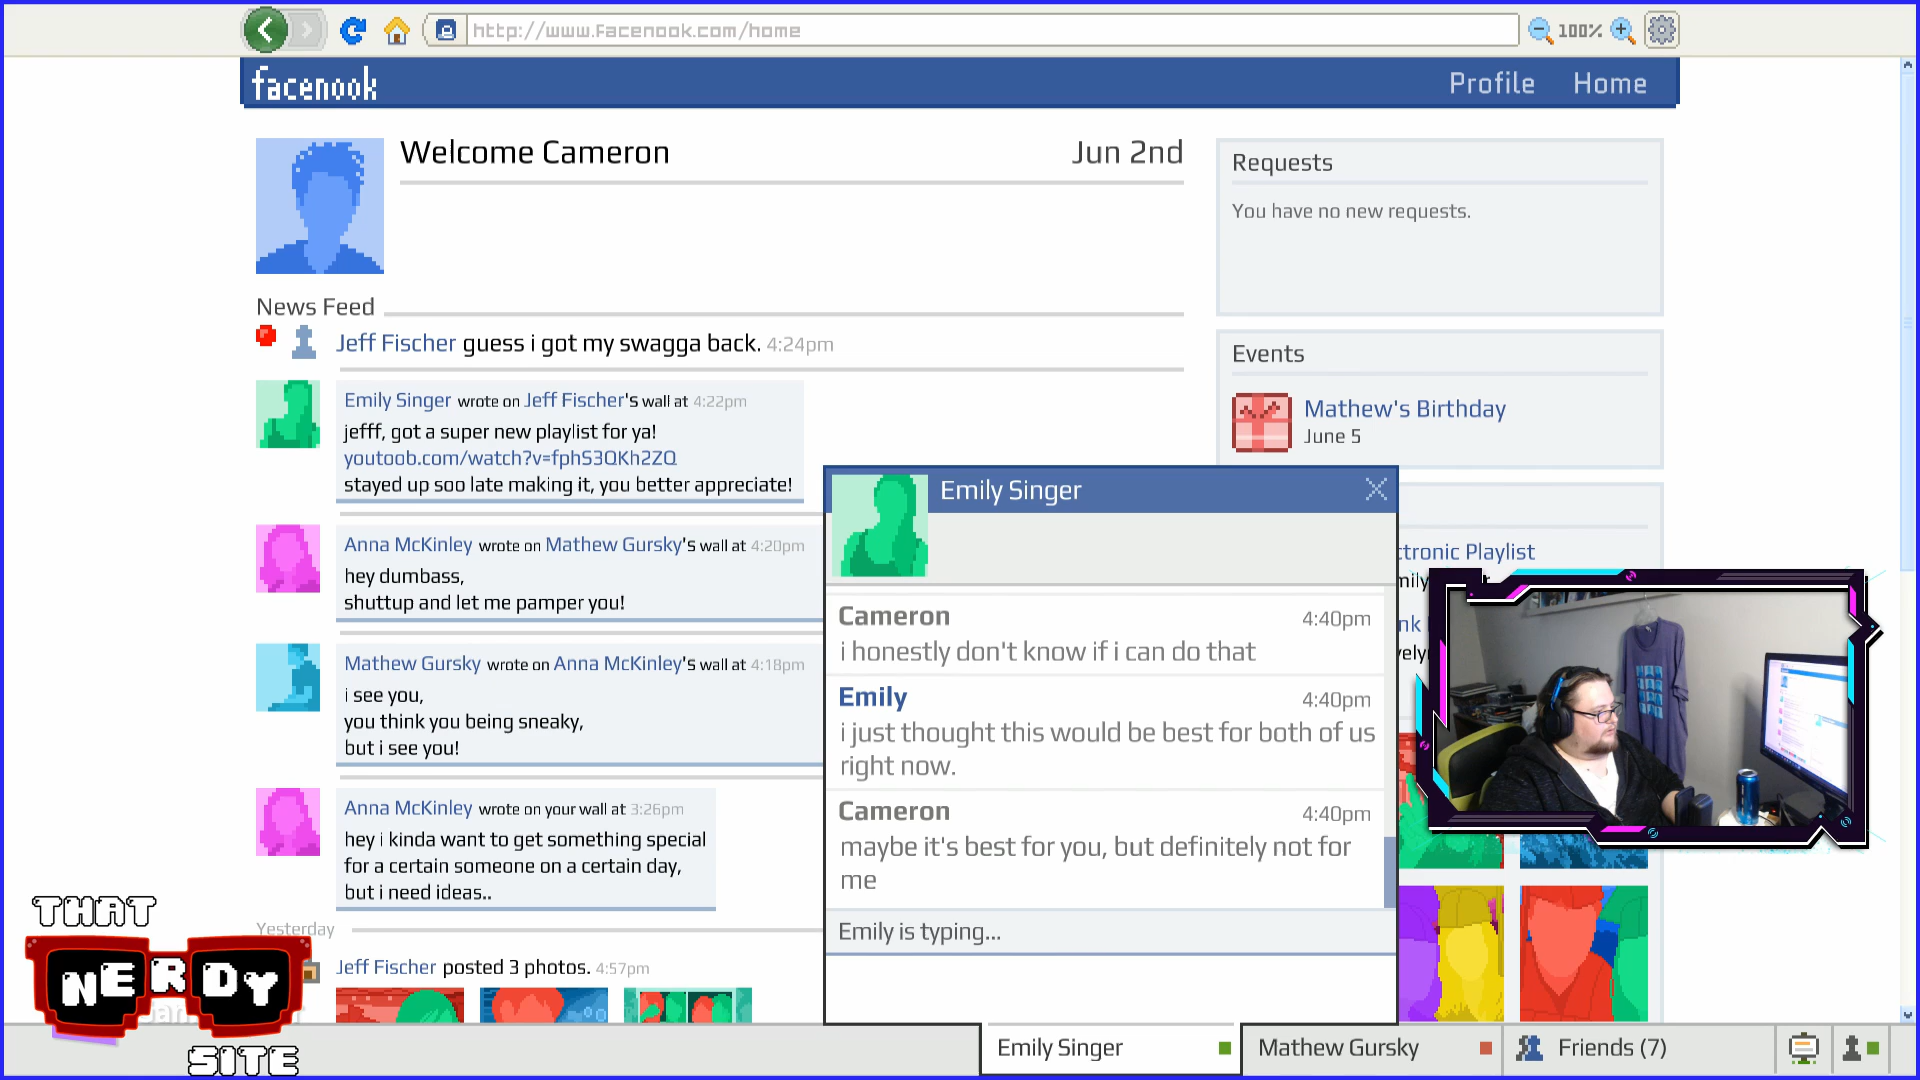 http://www.facenook.com/home
100%
facenook
Profile
Home
Welcome Cameron
Jun 2nd
News Feed
Jeff Fischer guess i got my swagga back. 4:24pm
Emily Singer wrote on Jeff Fischer's wall at 4:22pm
jefff, got a super new playlist for ya!
youtoob.com/watch?v=fphS3QKh2ZQ
stayed up soo late making it, you better appreciate!
Anna McKinley wrote on Mathew Gursky's wall at 4:20pm
hey dumbass,
shuttup and let me pamper you!
Mathew Gursky wrote on Anna McKinley's wall at 4:18pm
i see you,
you think you being sneaky,
but i see you!
Anna McKinley wrote on your wall at 3:26pm
hey i kinda want to get something special
for a certain someone on a certain day,
but i need ideas..
Yesterday
Jeff Fischer posted 3 photos. 4:57pm
Requests
You have no new requests.
Events
Mathew's Birthday
June 5
ctronic Playlist
Emily Singer
Cameron 4:40pm
i honestly don't know if i can do that
Emily 4:40pm
i just thought this would be best for both of us
right now.
Cameron 4:40pm
maybe it's best for you, but definitely not for
me
Emily is typing...
Emily Singer
Mathew Gursky
Friends (7)
THAT
NERDY
SITE